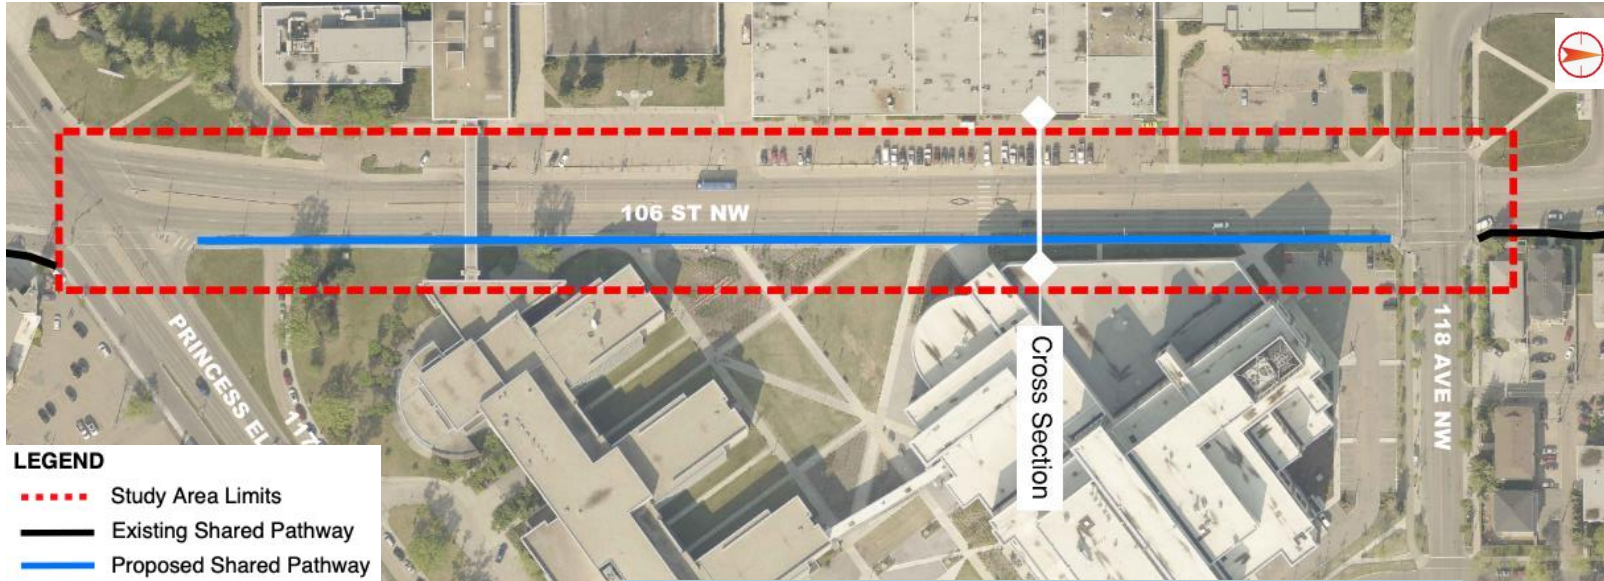 106 ST NW
PRINCESS EL
117
118 AVE NW
Cross Section
LEGEND
Study Area Limits
Existing Shared Pathway
Proposed Shared Pathway